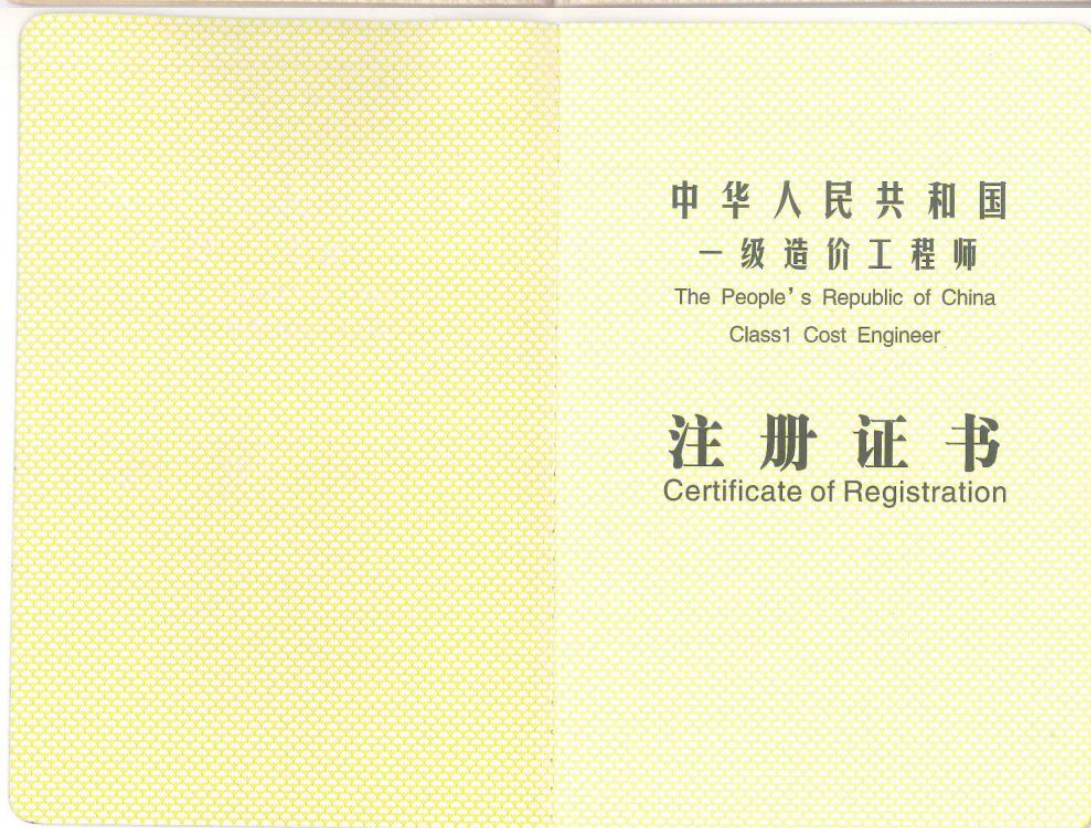 中华人民共和国
一级造价工程师
The People's Republic of China
Class1 Cost Engineer
注册证书
Certificate of Registration